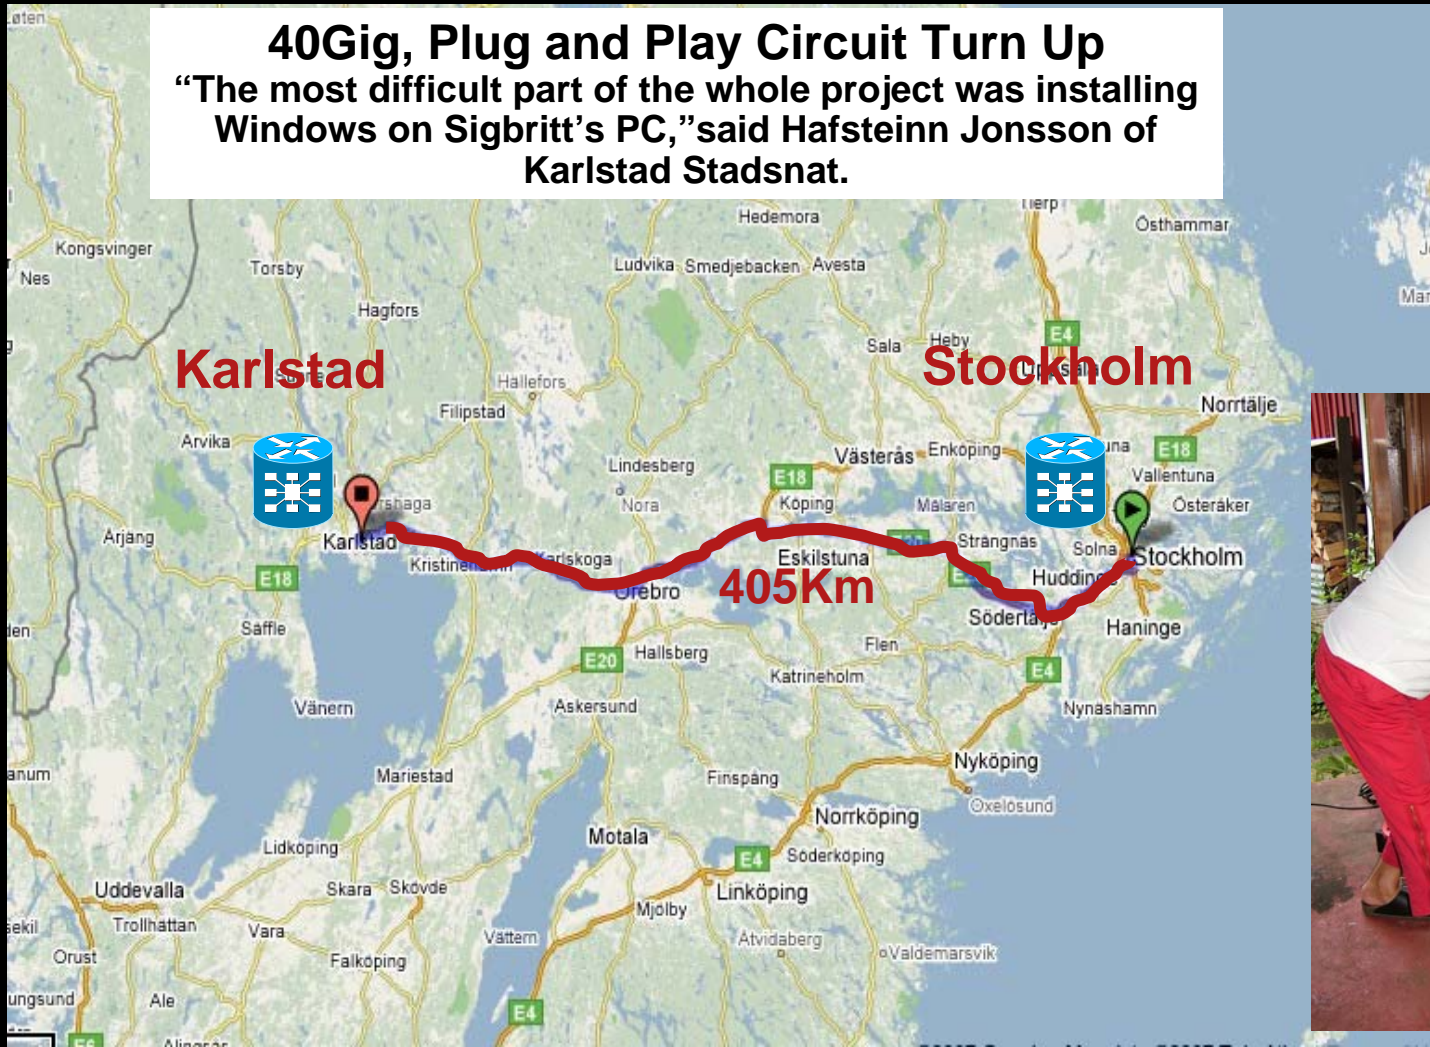 40Gig, Plug and Play Circuit Turn Up
“The most difficult part of the whole project was installing
Windows on Sigbritt’s PC,”said Hafsteinn Jonsson of
Karlstad Stadsnat.
Hedemora
Östhammar
Kongsvinger
Torsby
Ludvika
Smedjebacken
Avesta
Nes
Hagfors
E4
Sala
Heby
Karlstad
Stockholm
Hallefors
Filipstad
Norrtälje
Arvika
Västerås
Enköping
E18
Lindesberg
E18
Vallentuna
Nora
Köping
Mälaren
Österåker
Arjäng
Karlstad
Strängnäs
Solna
Stockholm
Eskilstuna
E18
405Km
Säffle
Haninge
E20
Hallsberg
Flen
E4
Katrineholm
Vänern
Askersund
Nynäshamn
Nyköping
Mariestad
Finspång
Oxelösund
Norrköping
Motala
Lidköping
E4
Söderköping
Uddevalla
Skara
Skövde
Linköping
Trollhättan
Mjölby
Vara
Vättern
Åtvidaberg
Valdemarsvik
Orust
Falköping
Ale
E4